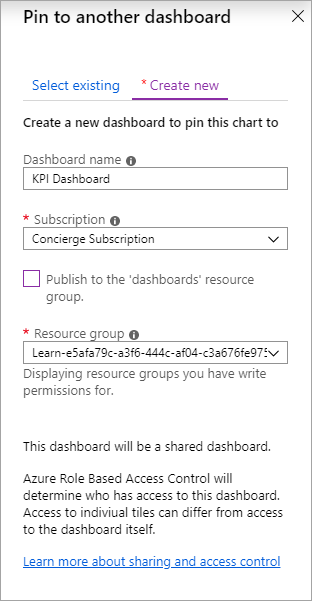 Pin to another dashboard
Select existing
* Create new
Create a new dashboard to pin this chart to
Dashboard name
KPI Dashboard
* Subscription
Concierge Subscription
Publish to the 'dashboards' resource
group.
* Resource group
Learn-e5afa79c-a3f6-444c-af04-c3a676fe975
Displaying resource groups you have write
permissions for.
This dashboard will be a shared dashboard.
Azure Role Based Access Control will
determine who has access to this dashboard.
Access to indiviual tiles can differ from access
to the dashboard itself.
Learn more about sharing and access control